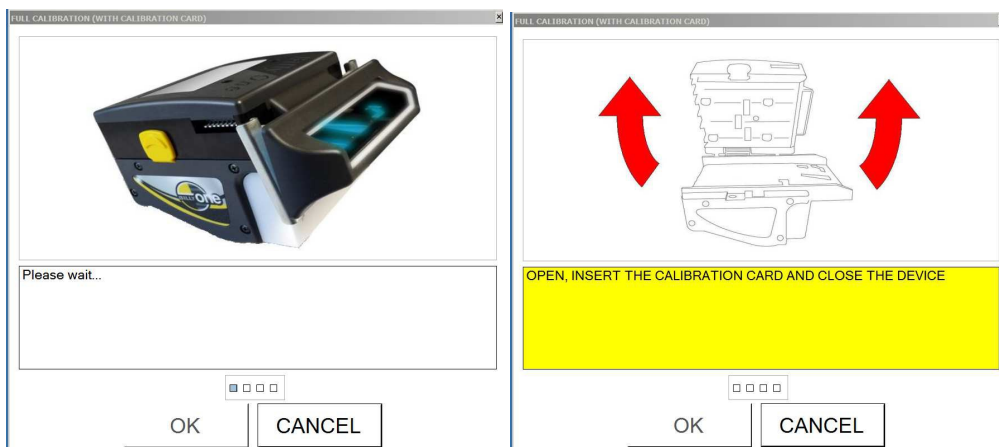 FULL CALIBRATION (WITH CALIBRATION CARD)
one
Please wait...
OK
CANCEL
FULL CALIBRATION (WITH CALIBRATION CARD)
OPEN, INSERT THE CALIBRATION CARD AND CLOSE THE DEVICE
OK
CANCEL